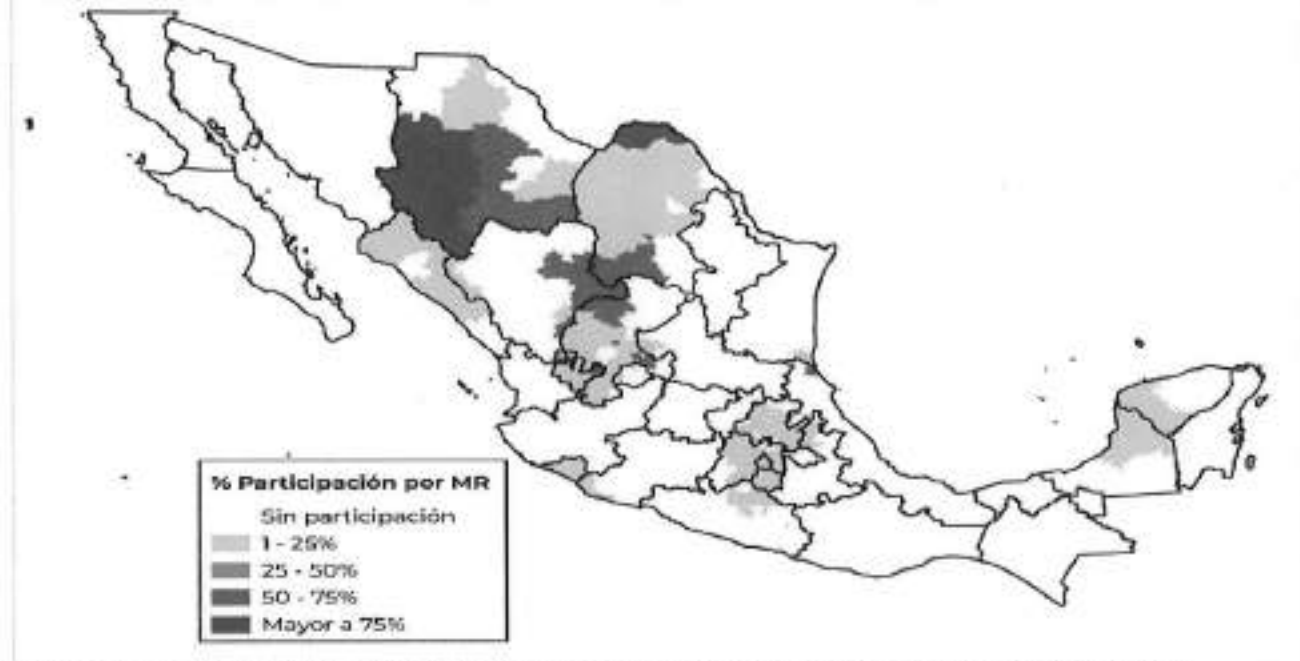 % Participación por MR
Sin participación
1 - 25%
25 - 50%
50 - 75%
Mayor a 75%